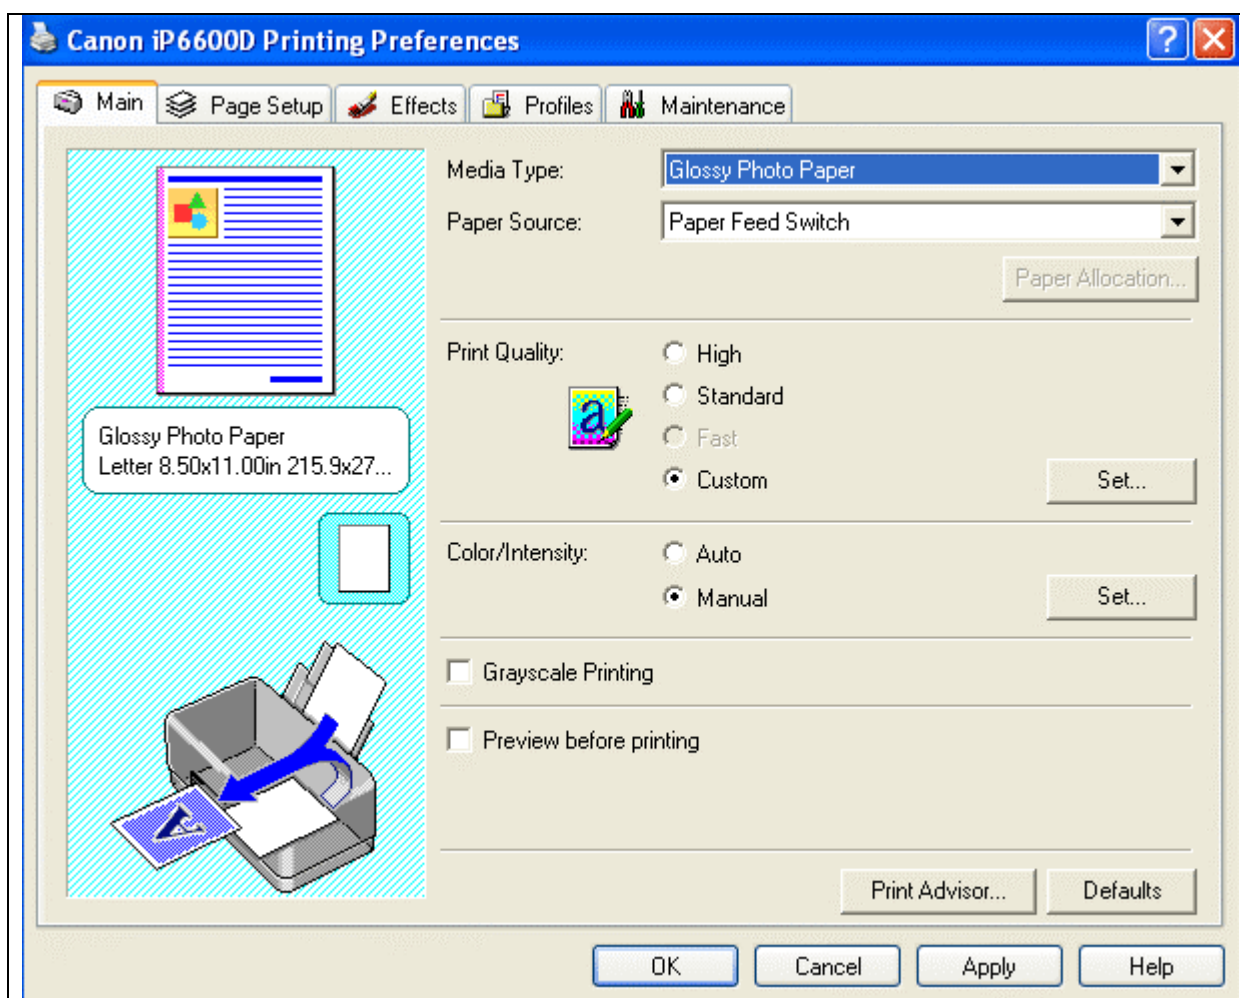 Canon iP6600D Printing Preferences
Main Page Setup Effects Profiles Maintenance
Media Type: Glossy Photo Paper
Paper Source: Paper Feed Switch
Paper Allocation...
Print Quality: High
Standard
Fast
Custom Set...
Glossy Photo Paper
Letter 8.50x11.00in 215.9x27...
Color/Intensity: Auto
Manual Set...
Grayscale Printing
Preview before printing
Print Advisor... Defaults
OK Cancel Apply Help